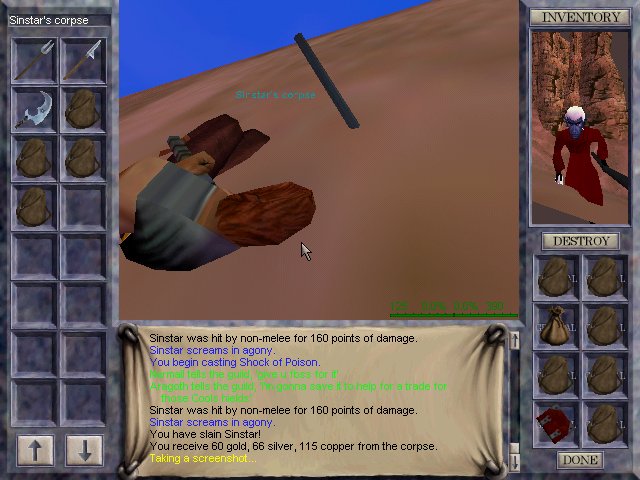 Sinstar's corpse
INVENTORY
Sinstar's corpse
DESTROY
Sinstar was hit by non-melee for 160 points of damage.
Sinstar screams in agony.
You begin casting Shock of Poison.
tells the guild, 'give u foss for it'
Aragoth tells the guild, 'I'm gonna save it to help for a trade for
those Cools hields'
Sinstar was hit by non-melee for 160 points of damage.
Sinstar screams in agony.
You have slain Sinstar!
You receive 60 gold, 66 silver, 115 copper from the corpse.
Taking a screenshot...
DONE